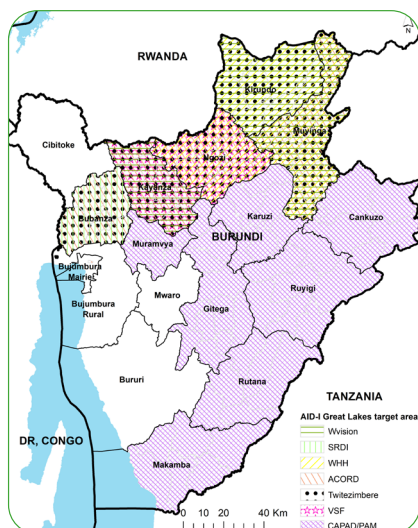 N
RWANDA
Kirundo
Cibitoke
Muyinga
Ngozi
Kayanza
Bubanza
Karuzi
Cankuzo
Muramvya
BURUNDI
Bujumbura
Mairie
Mwaro
Ruyigi
Bujumbura
Rural
Gitega
Bururi
Rutana
TANZANIA
AID-I Great Lakes target area
Wvision
DR, CONGO
SRDI
WHH
Makamba
ACORD
Twitezimbere
VSF
0 20 40 Km
CAPAD/PAM